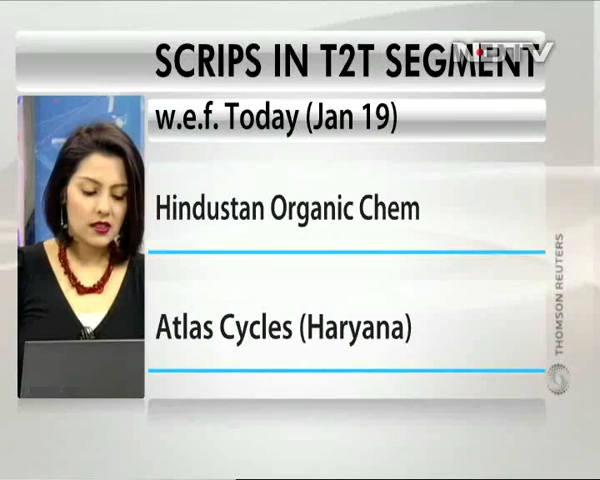 SCRIPS IN T2T SEGMENT
NDTV
w.e.f. Today (Jan 19)
Hindustan Organic Chem
Atlas Cycles (Haryana)
THOMSON REUTERS